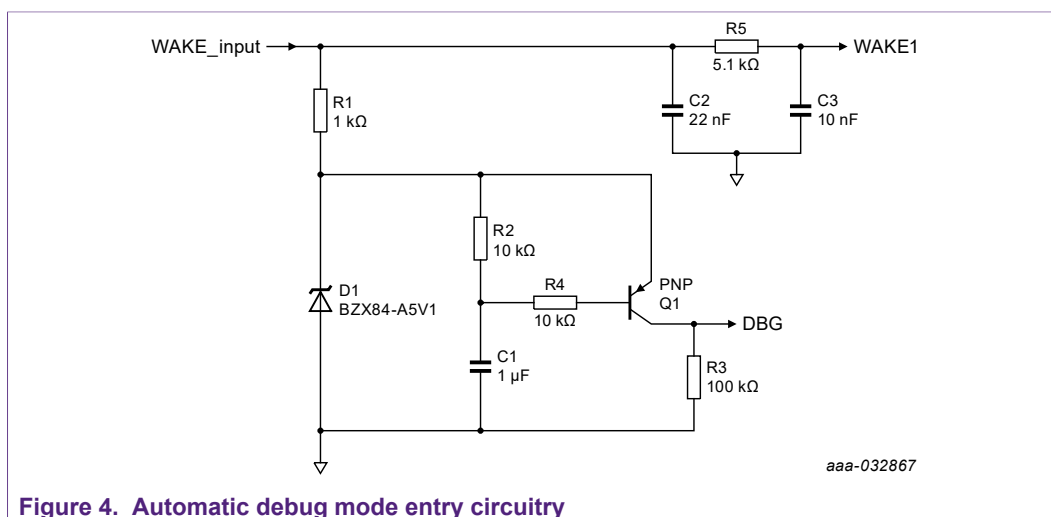 R5
WAKE_input
WAKE1
5.1 kΩ
R1
1 kΩ
C2
22 nF
C3
10 nF
R2
10 kΩ
R4
10 kΩ
PNP
Q1
D1
BZX84-A5V1
DBG
C1
1 µF
R3
100 kΩ
aaa-032867
Figure 4. Automatic debug mode entry circuitry